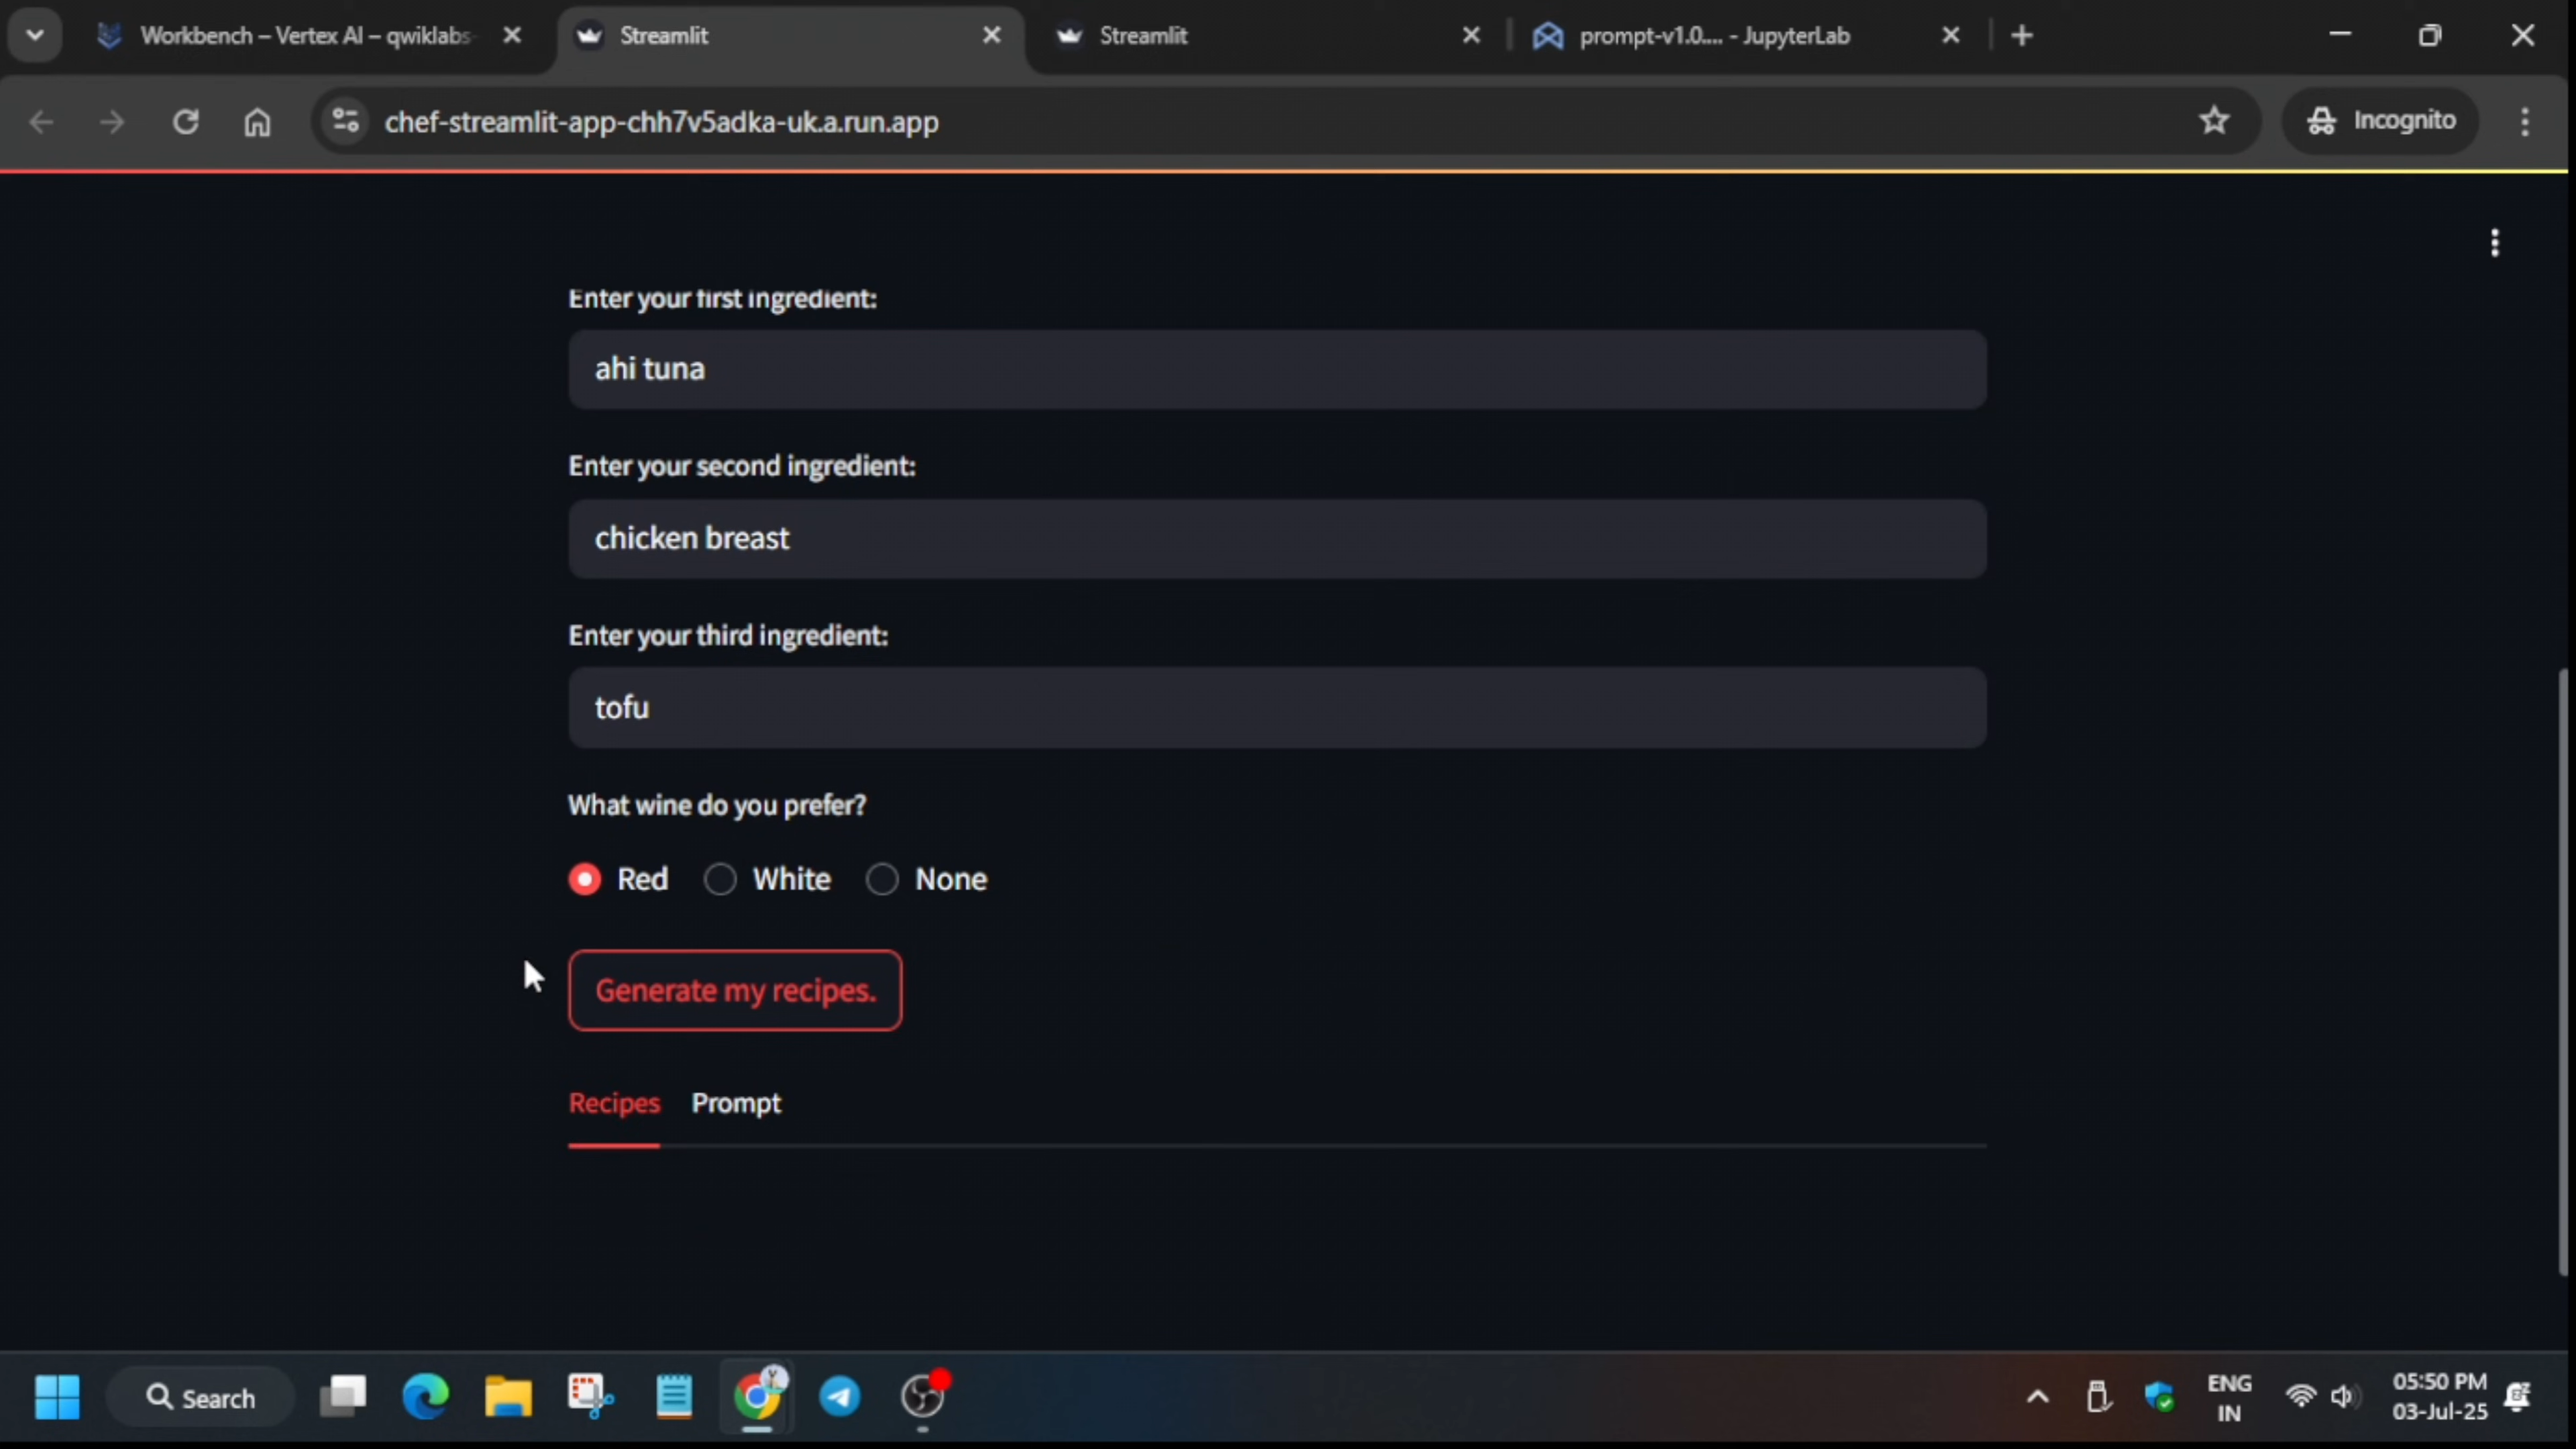 Workbench – Vertex AI – qwiklabs-
Streamlit
Streamlit
prompt-v1.0.... - JupyterLab
chef-streamlit-app-chh7v5adka-uk.a.run.app
Incognito
Enter your first ingredient:
ahi tuna
Enter your second ingredient:
chicken breast
Enter your third ingredient:
tofu
What wine do you prefer?
Red
White
None
Generate my recipes.
Recipes
Prompt
Search
ENG
IN
05:50 PM
03-Jul-25